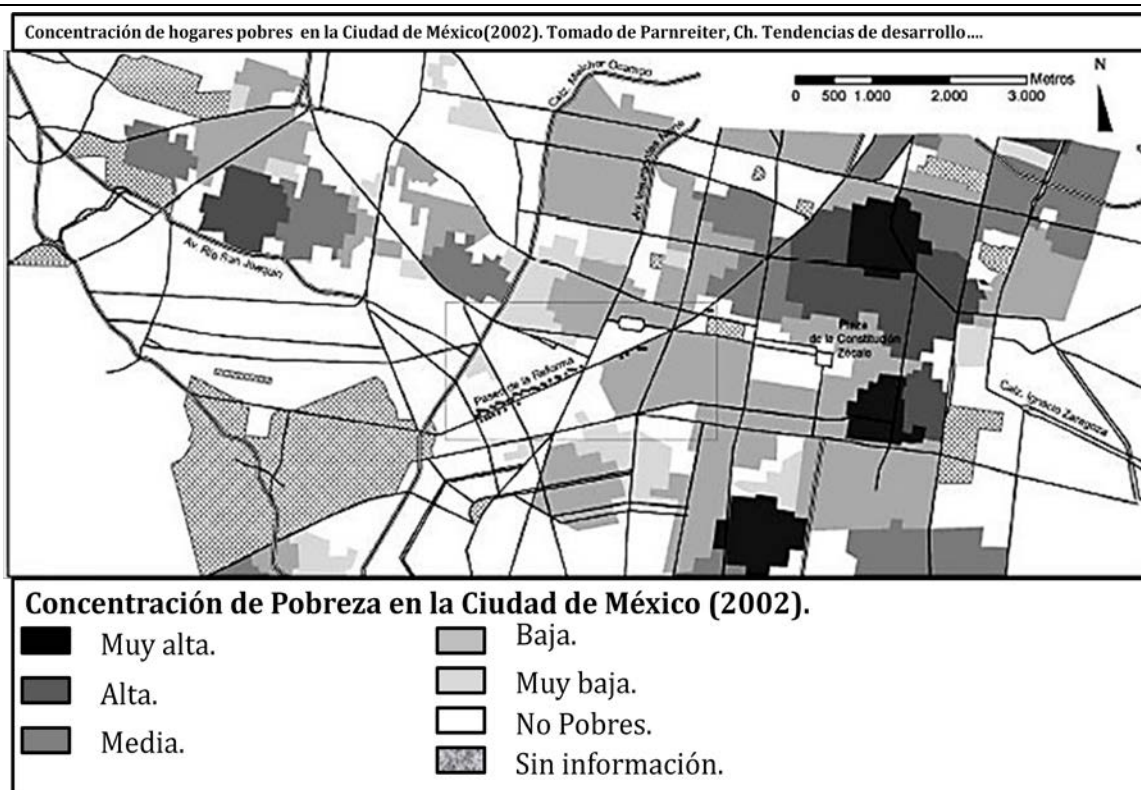 Concentración de hogares pobres en la Ciudad de México(2002). Tomado de Parnreiter, Ch. Tendencias de desarrollo....
Calz. Melchor Ocampo
Metros
N
0 500 1.000 2.000 3.000
Av. Río San Joaquín
Plaza
de la Constitución
Zócalo
Paseo de la Reforma
Calz. Ignacio Zaragoza
Concentración de Pobreza en la Ciudad de México (2002).
Muy alta.
Alta.
Media.
Baja.
Muy baja.
No Pobres.
Sin información.